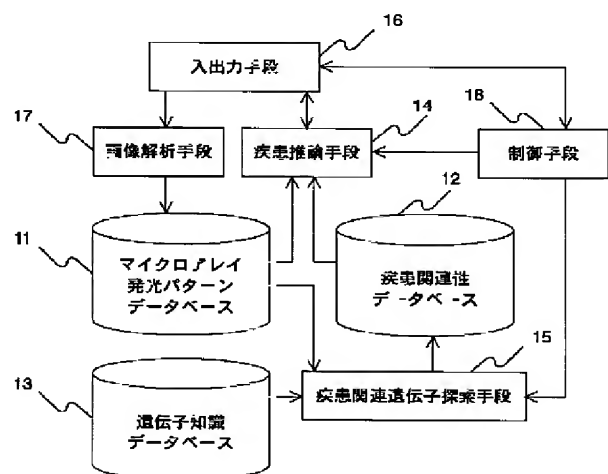 16
入出力手段
17
14
18
画像解析手段
疾患推論手段
制御手段
12
11
マイクロアレイ
発光パターン
データベース
疾患関連性
データベース
15
13
遺伝子知識
データベース
疾患関連遺伝子探索手段